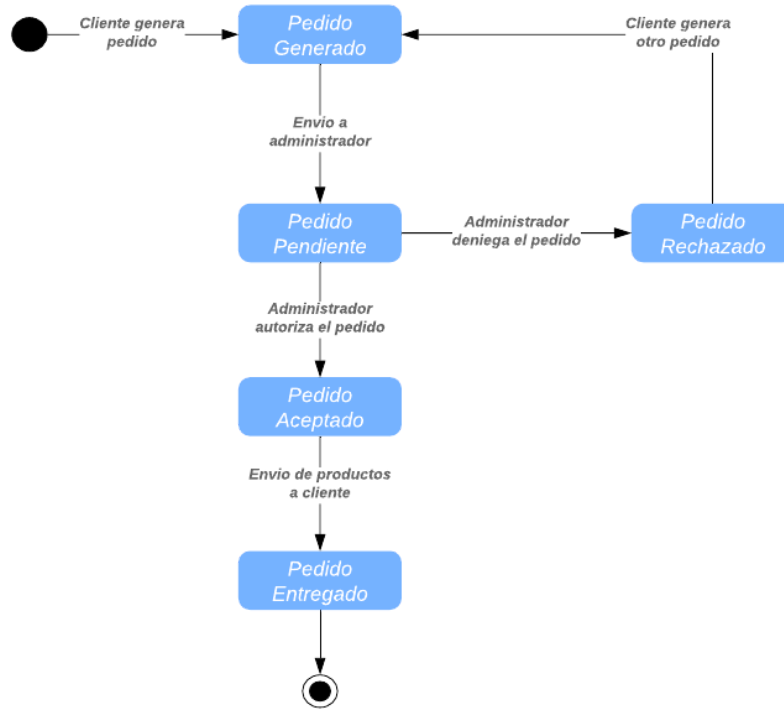 Cliente genera
pedido
Pedido
Generado
Cliente genera
otro pedido
Envio a
administrador
Pedido
Pendiente
Administrador
deniega el pedido
Pedido
Rechazado
Administrador
autoriza el pedido
Pedido
Aceptado
Envio de productos
a cliente
Pedido
Entregado